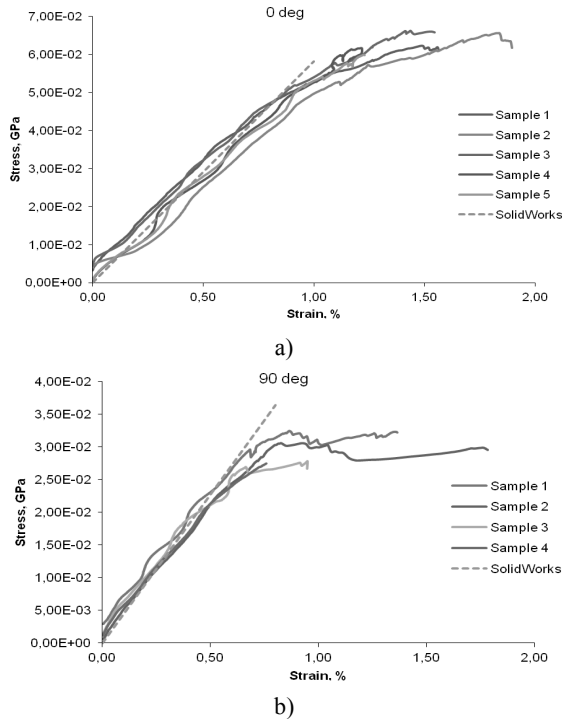 0 deg
7,00E-02
6,00E-02
5,00E-02
4,00E-02
3,00E-02
2,00E-02
1,00E-02
0,00E+00
Stress, GPa
0,00 0,50 1,00 1,50 2,00
Strain, %
Sample 1
Sample 2
Sample 3
Sample 4
Sample 5
SolidWorks
a)
90 deg
4,00E-02
3,50E-02
3,00E-02
2,50E-02
2,00E-02
1,50E-02
1,00E-02
5,00E-03
0,00E+00
Stress, GPa
0,00 0,50 1,00 1,50 2,00
Strain, %
Sample 1
Sample 2
Sample 3
Sample 4
SolidWorks
b)